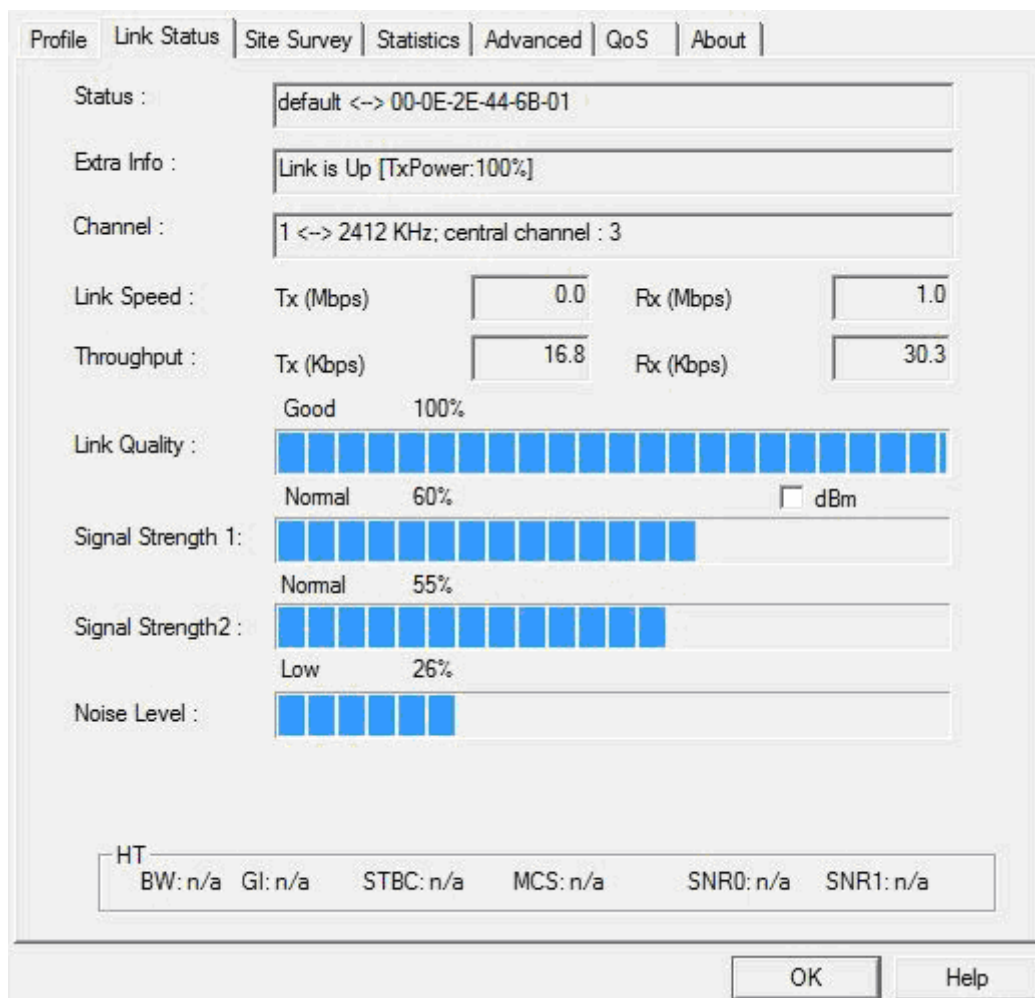 Profile Link Status Site Survey Statistics Advanced QoS About
Status : default <--> 00-0E-2E-44-6B-01
Extra Info : Link is Up [TxPower:100%]
Channel : 1 <--> 2412 KHz; central channel : 3
Link Speed : Tx (Mbps) 0.0 Rx (Mbps) 1.0
Throughput : Tx (Kbps) 16.8 Rx (Kbps) 30.3
Good 100%
Link Quality :
Normal 60% dBm
Signal Strength 1:
Normal 55%
Signal Strength2 :
Low 26%
Noise Level :
HT
BW: n/a GI: n/a STBC: n/a MCS: n/a SNR0: n/a SNR1: n/a
OK Help